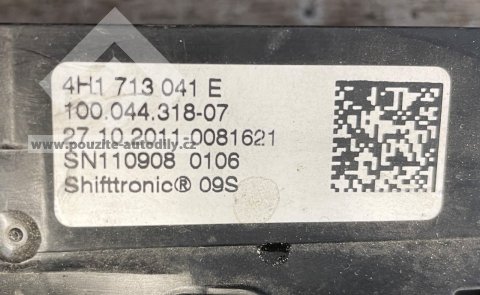 4H1 713 041 E
100.044.318-07
27.10.2011-0081621
www.pouzite-autodily.cz
SN110908 0106
Shifttronic® 09S